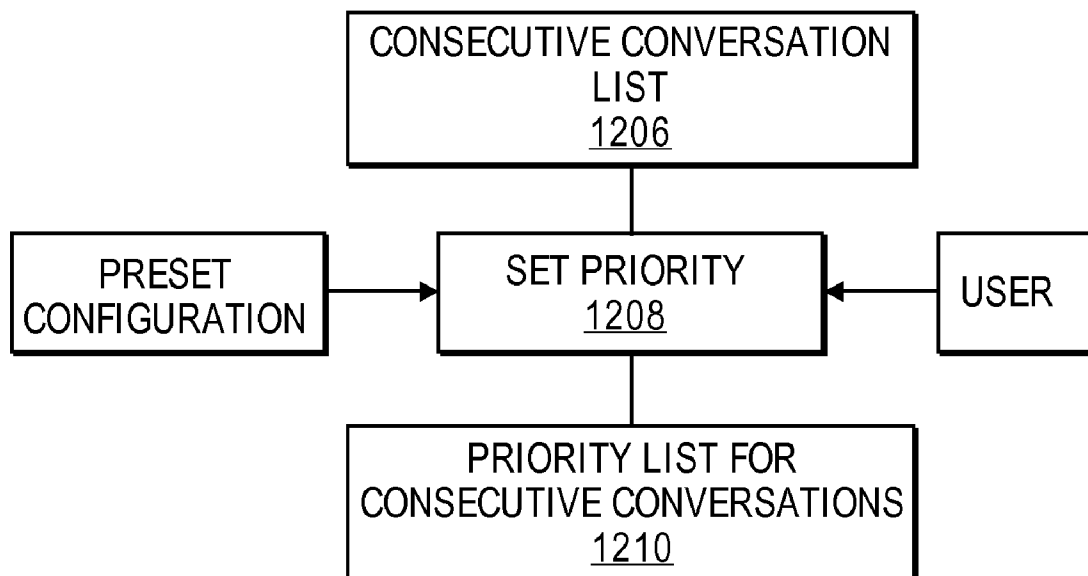 CONSECUTIVE CONVERSATION
LIST
1206
PRESET
CONFIGURATION
SET PRIORITY
1208
USER
PRIORITY LIST FOR
CONSECUTIVE CONVERSATIONS
1210